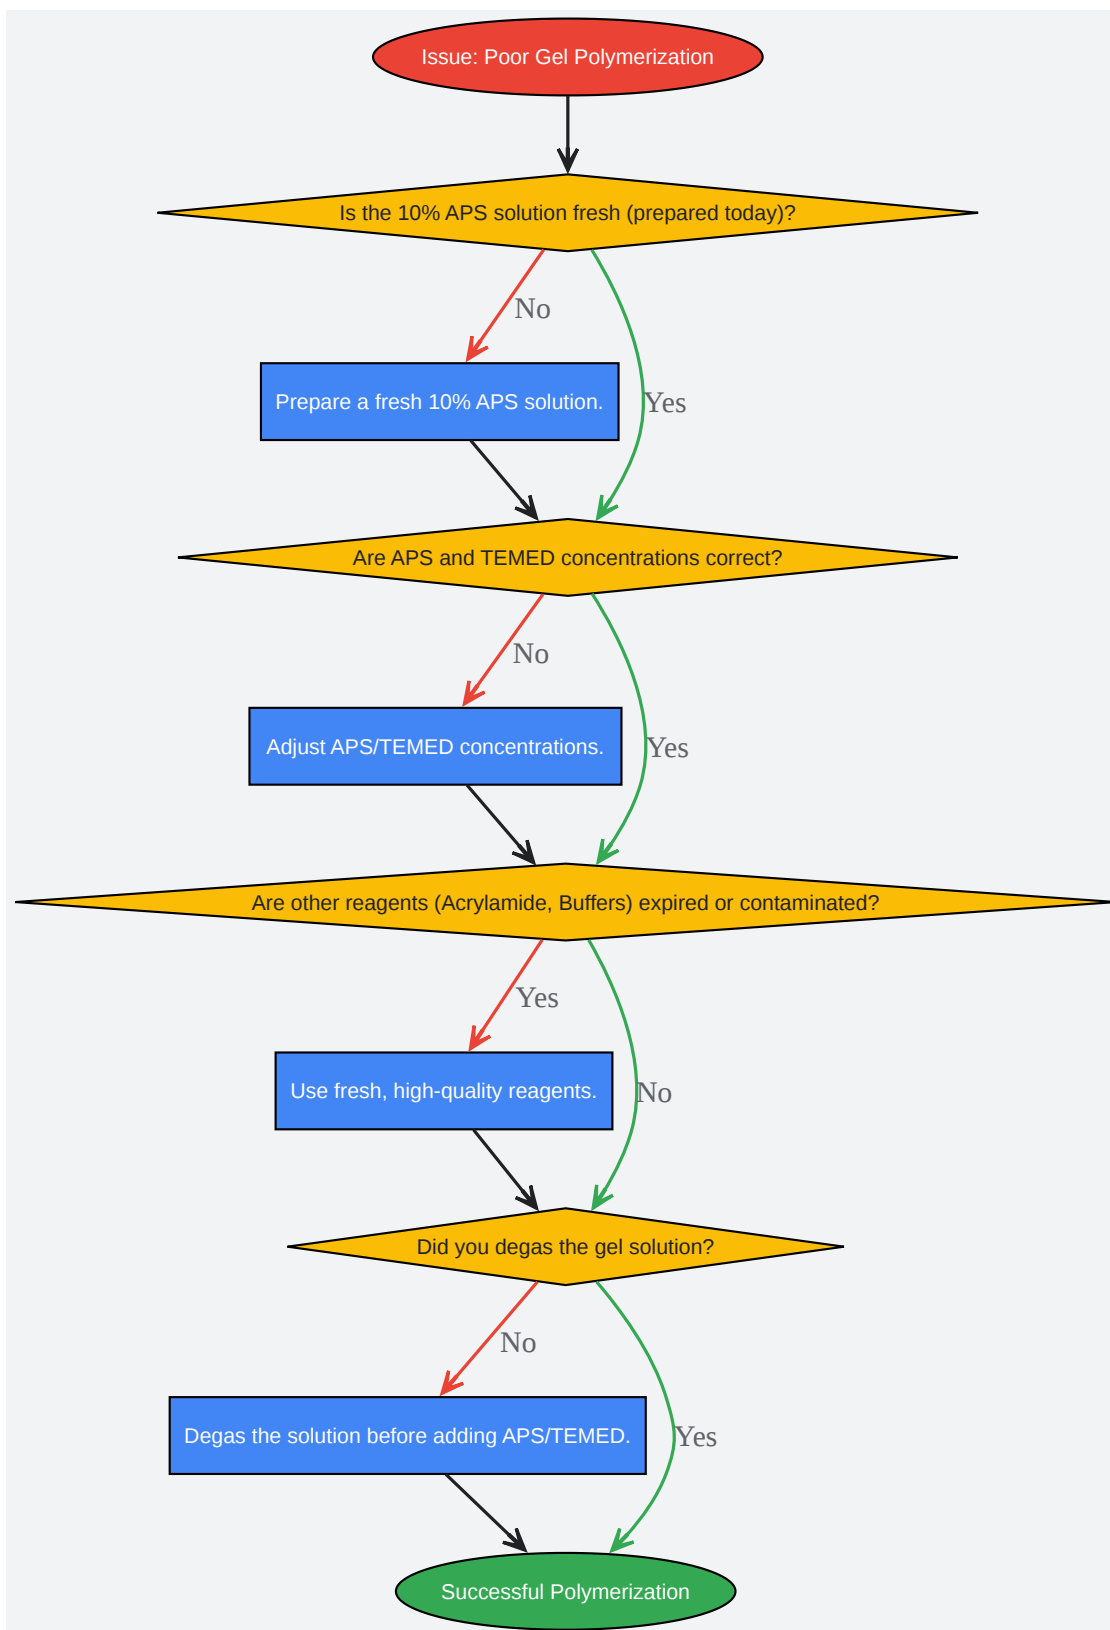 Issue: Poor Gel Polymerization
Is the 10% APS solution fresh (prepared today)?
No
Prepare a fresh 10% APS solution.
Yes
Are APS and TEMED concentrations correct?
No
Adjust APS/TEMED concentrations.
Yes
Are other reagents (Acrylamide, Buffers) expired or contaminated?
Yes
Use fresh, high-quality reagents.
No
Did you degas the gel solution?
No
Degas the solution before adding APS/TEMED.
Yes
Successful Polymerization